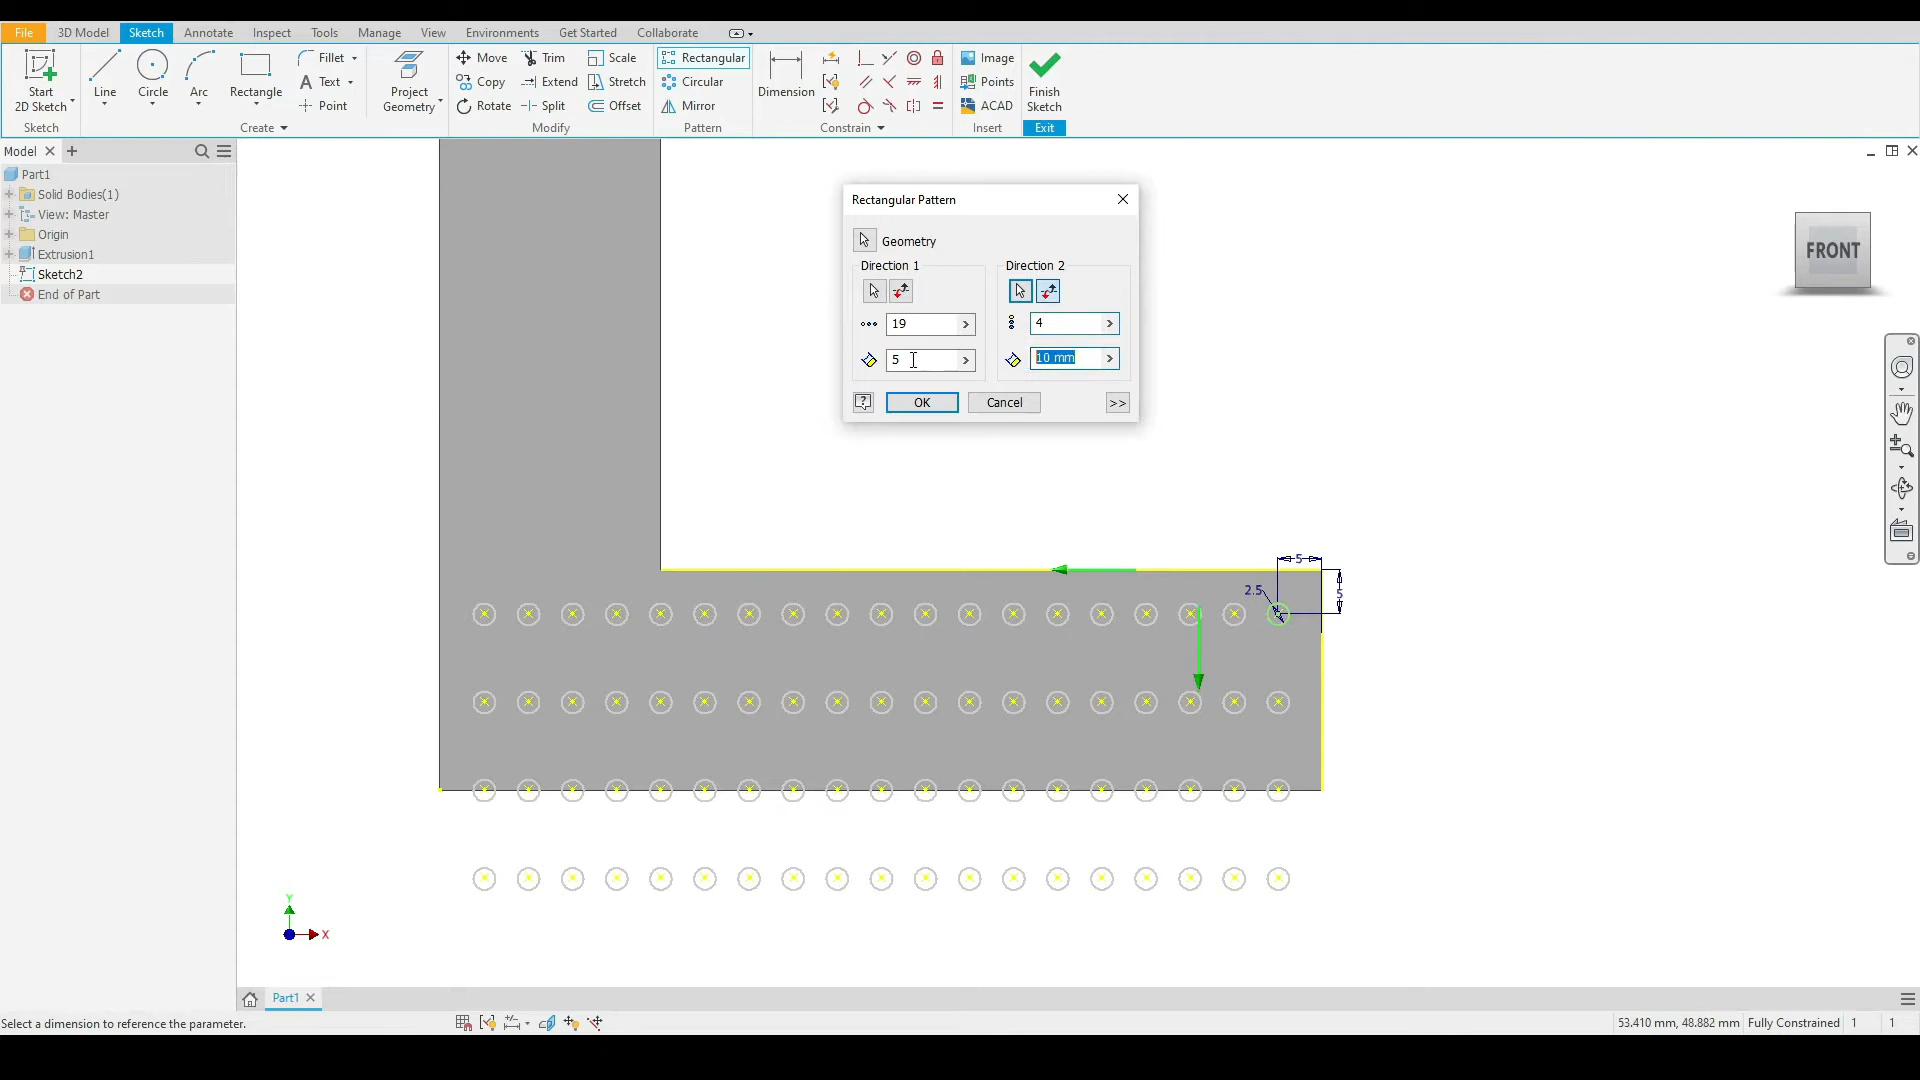 File 3D Model Sketch Annotate Inspect Tools Manage View Environments Get Started Collaborate
Start
2D Sketch
Line
Circle
Arc
Rectangle
Fillet
Text
Point
Project
Geometry
Move
Copy
Rotate
Trim
Extend
Split
Scale
Stretch
Offset
Rectangular
Circular
Mirror
Dimension
Image
Points
ACAD
Finish
Sketch
Sketch Create Modify Pattern Constrain Insert Exit
Model
Part1
Solid Bodies(1)
View: Master
Origin
Extrusion1
Sketch2
End of Part
Rectangular Pattern
Geometry
Direction 1
Direction 2
19
4
5
10 mm
OK
Cancel
>>
FRONT
5
2.5
5
Y
X
Part1
Select a dimension to reference the parameter.
53.410 mm, 48.882 mm Fully Constrained 1 1